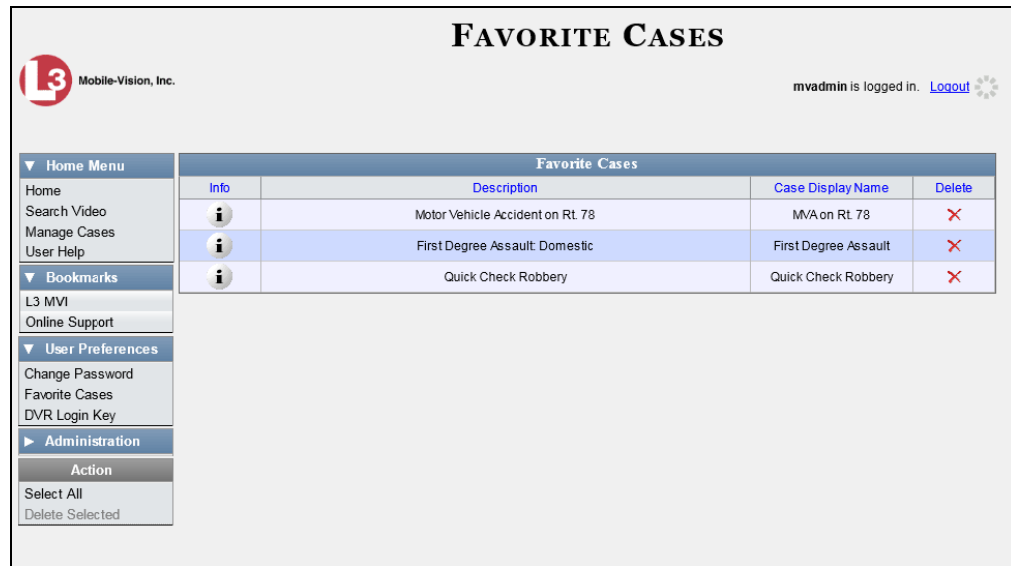 FAVORITE CASES
L3 Mobile-Vision, Inc.
mvadmin is logged in. Logout
Home Menu
Home
Search Video
Manage Cases
User Help
Bookmarks
L3 MVI
Online Support
User Preferences
Change Password
Favorite Cases
DVR Login Key
Administration
Action
Select All
Delete Selected
Favorite Cases
Info Description Case Display Name Delete
i Motor Vehicle Accident on Rt. 78 MVA on Rt. 78
i First Degree Assault: Domestic First Degree Assault
i Quick Check Robbery Quick Check Robbery